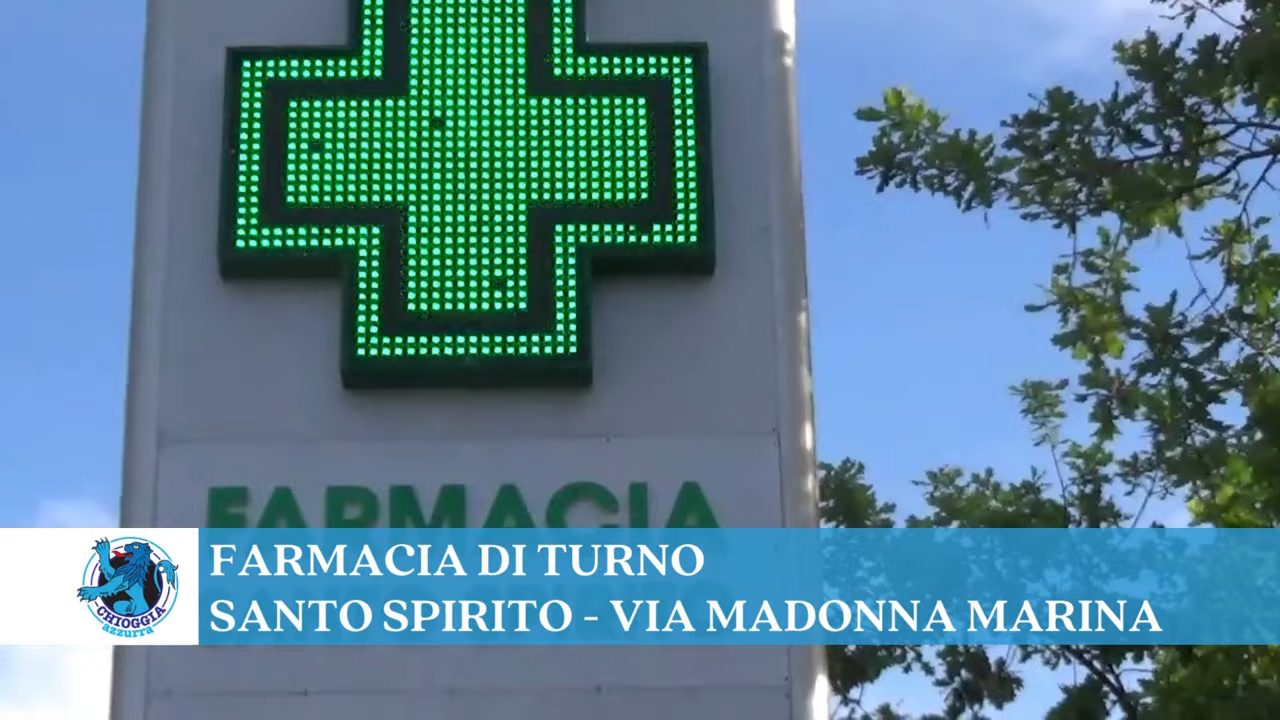 FARMACIA
FARMACIA DI TURNO
SANTO SPIRITO - VIA MADONNA MARINA
CHIOGGIA
azzurra